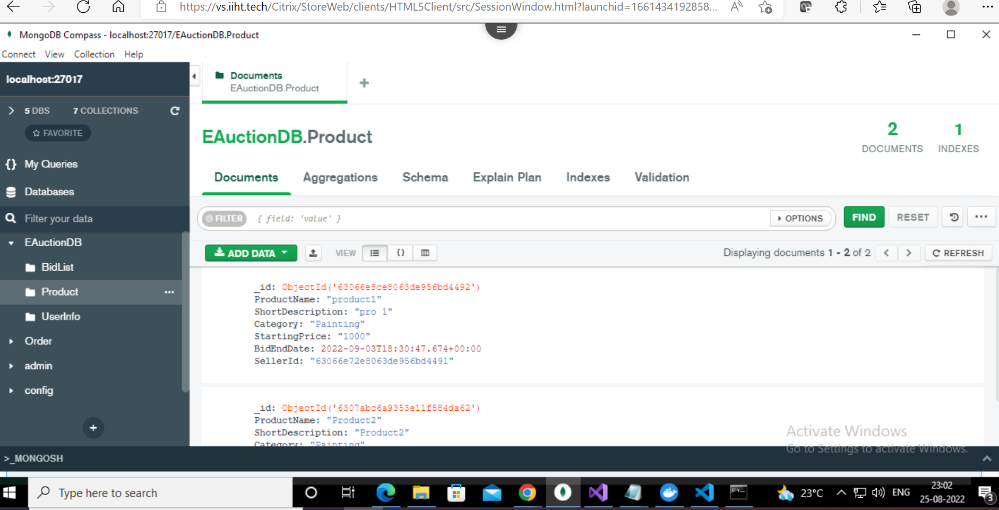 https://vs.iiht.tech/Citrix/StoreWeb/clients/HTML5Client/src/SessionWindow.html?launchid=1661434192858...
MongoDB Compass - localhost:27017/EAuctionDB.Product
Connect View Collection Help
localhost:27017
Documents
EAuctionDB.Product
5 DBS 7 COLLECTIONS
FAVORITE
EAuctionDB.Product
2 DOCUMENTS
1 INDEXES
My Queries
Documents Aggregations Schema Explain Plan Indexes Validation
Databases
Filter your data
FILTER { field: 'value' } OPTIONS FIND RESET
EAuctionDB
ADD DATA VIEW Displaying documents 1 - 2 of 2 REFRESH
BidList
Product
UserInfo
Order
admin
config
_id: ObjectId('63066e8ce8063de956bd4492')
ProductName: "product1"
ShortDescription: "pro 1"
Category: "Painting"
StartingPrice: "1000"
BidEndDate: 2022-09-03T18:30:47.674+00:00
SellerId: "63066e72e8063de956bd4491"
_id: ObjectId('6307abc6a9353e11f584da62')
ProductName: "Product2"
ShortDescription: "Product2"
Category: "Painting"
Activate Windows
Go to Settings to activate Windows.
>_MONGOSH
Type here to search
23°C
ENG
23:02
25-08-2022
3